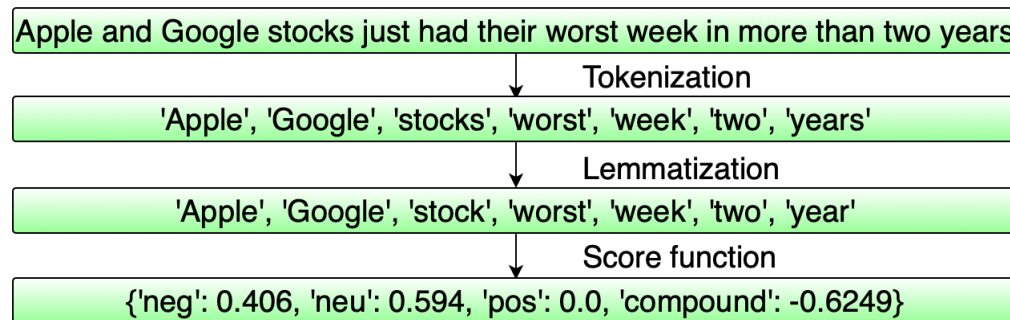 Apple and Google stocks just had their worst week in more than two years
Tokenization
'Apple', 'Google', 'stocks', 'worst', 'week', 'two', 'years'
Lemmatization
'Apple', 'Google', 'stock', 'worst', 'week', 'two', 'year'
Score function
{'neg': 0.406, 'neu': 0.594, 'pos': 0.0, 'compound': -0.6249}